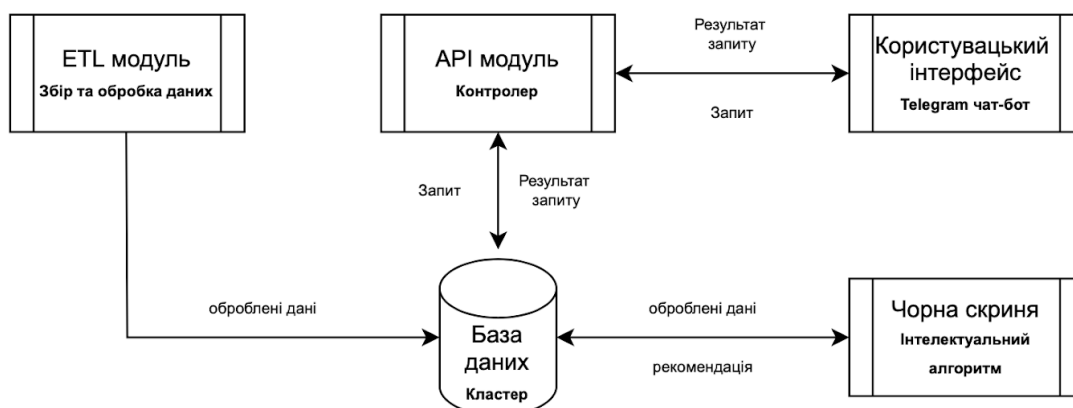 ETL модуль
Збір та обробка даних
API модуль
Контролер
Результат
запиту
Запит
Користувацький
інтерфейс
Telegram чат-бот
Запит
Результат
запиту
оброблені дані
База
даних
Кластер
оброблені дані
рекомендація
Чорна скриня
Інтелектуальний
алгоритм